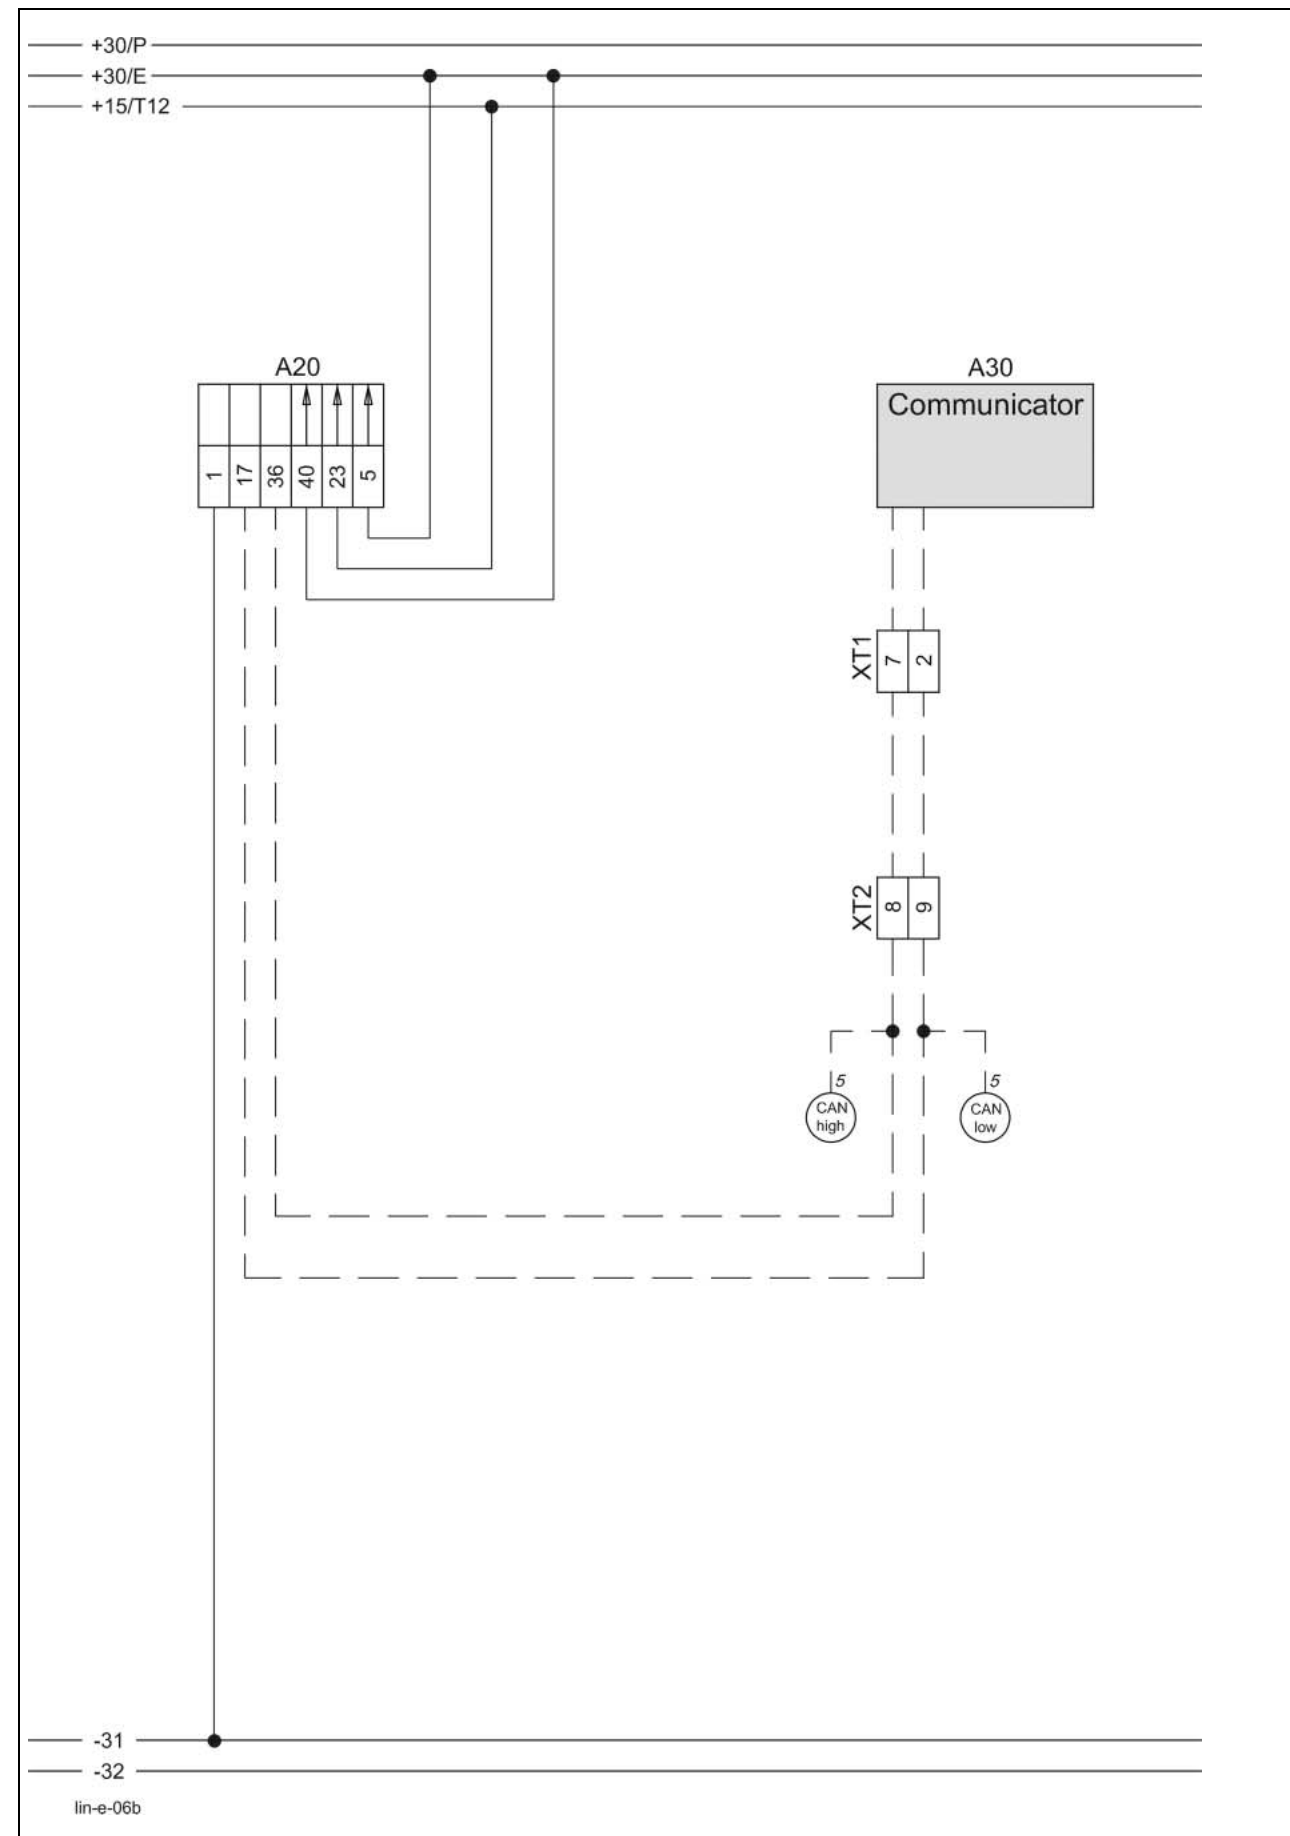 +30/P
+30/E
+15/T12
A20
A30
Communicator
1
17
36
40
23
5
XT1
7
2
XT2
8
9
5
5
CAN
high
CAN
low
-31
-32
lin-e-06b